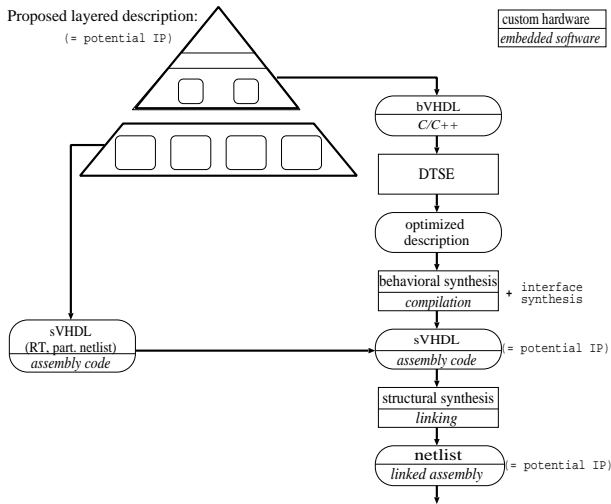 Proposed layered description:
(= potential IP)
custom hardware
embedded software
bVHDL
C/C++
DTSE
optimized
description
behavioral synthesis
compilation
+ interface
synthesis
sVHDL
(RT, part. netlist)
assembly code
sVHDL
assembly code
(= potential IP)
structural synthesis
linking
netlist
linked assembly
(= potential IP)